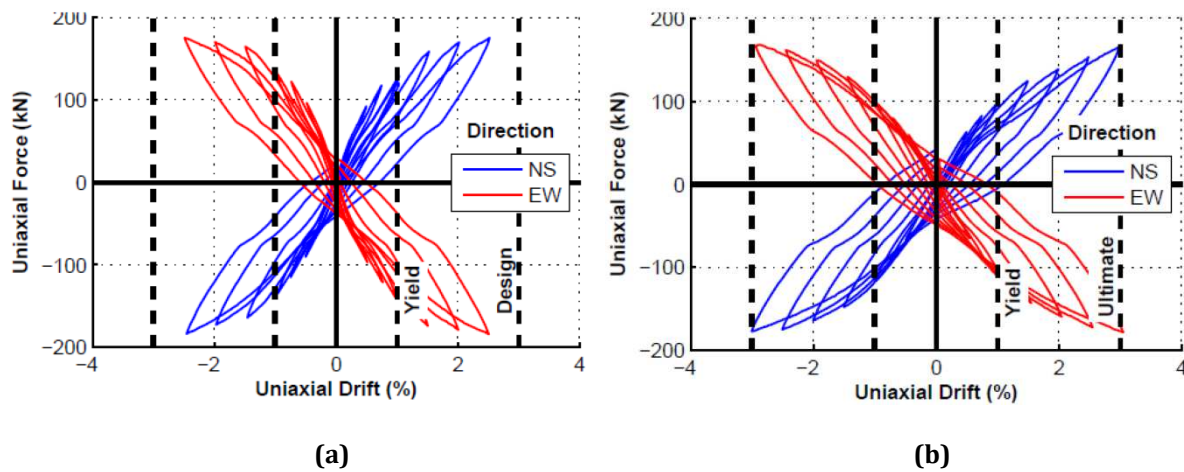 200
100
0
−100
−200
−4
−2
0
2
4
Uniaxial Force (kN)
Uniaxial Drift (%)
Direction
NS
EW
Yield
Design
(a)
200
100
0
−100
−200
−4
−2
0
2
4
Uniaxial Force (kN)
Uniaxial Drift (%)
Direction
NS
EW
Yield
Ultimate
(b)